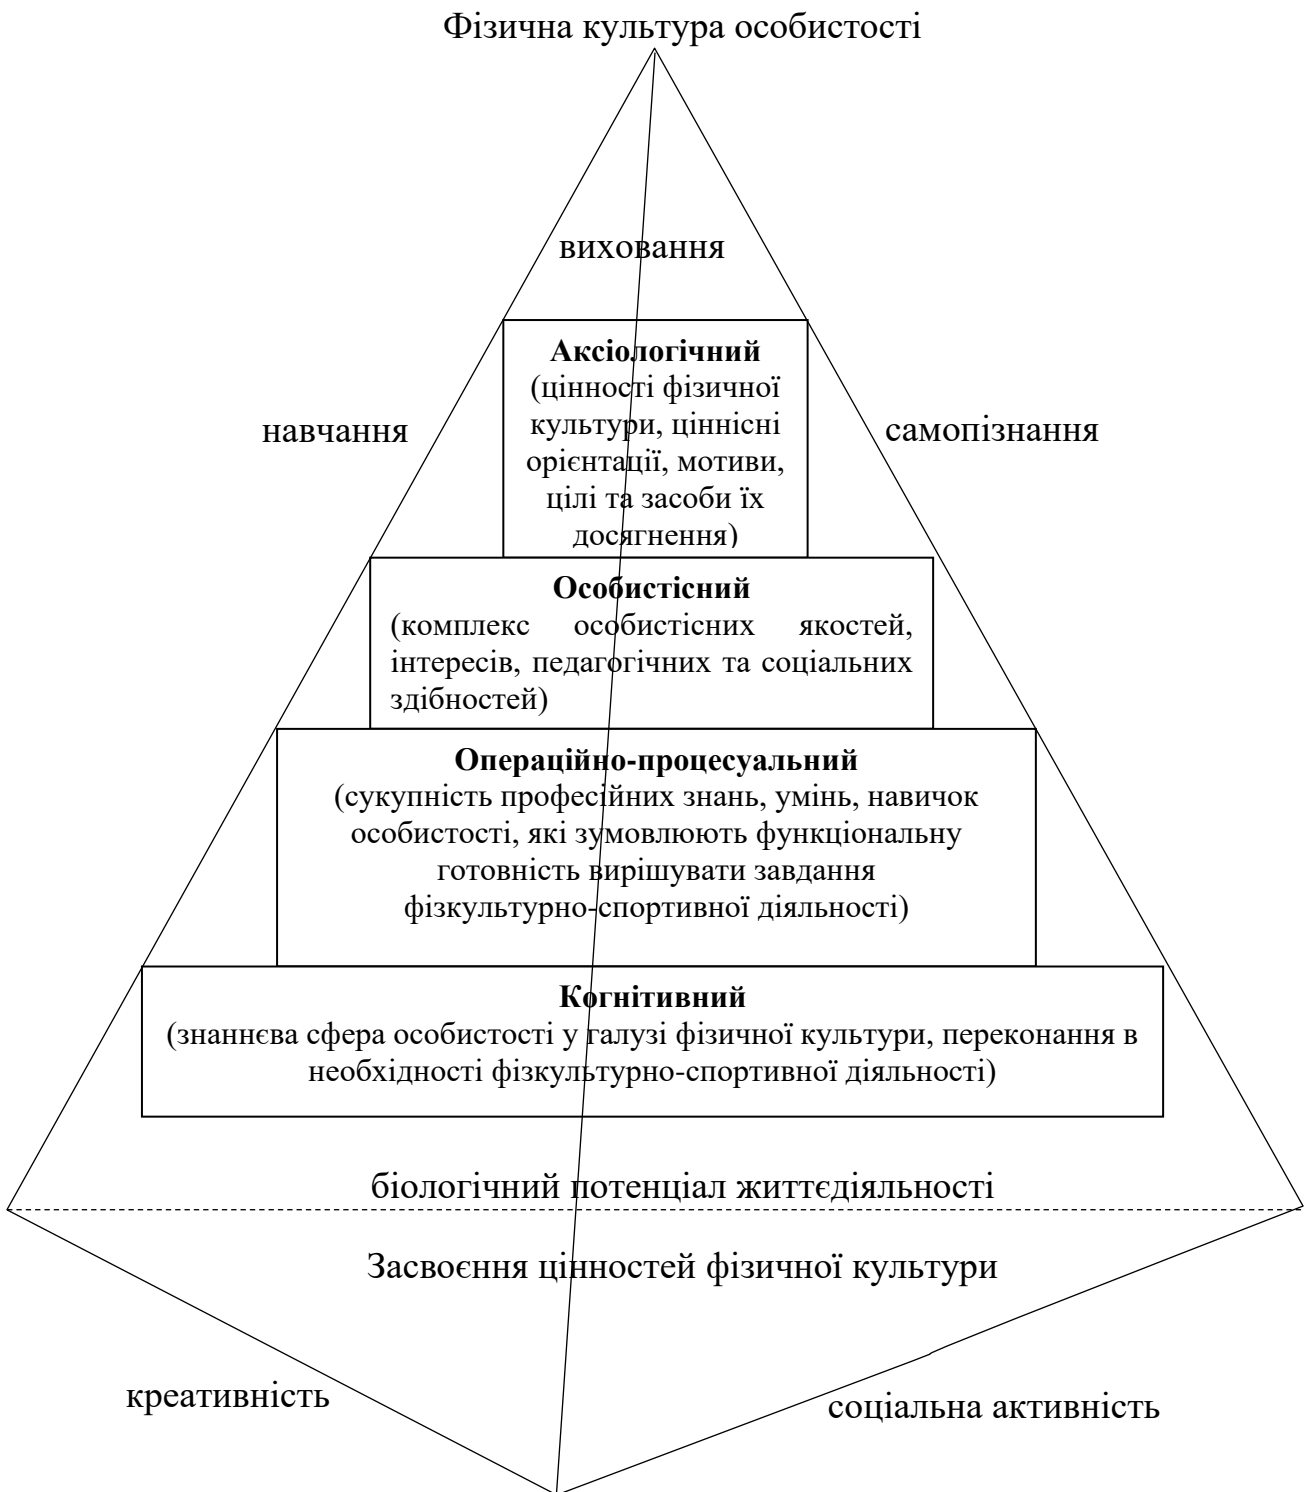 Фізична культура особистості
виховання
Аксіологічний
(цінності фізичної
культури, ціннісні
орієнтації, мотиви,
цілі та засоби їх
досягнення)
навчання
самопізнання
Особистісний
(комплекс особистісних якостей,
інтересів, педагогічних та соціальних
здібностей)
Операційно-процесуальний
(сукупність професійних знань, умінь, навичок
особистості, які зумовлюють функціональну
готовність вирішувати завдання
фізкультурно-спортивної діяльності)
Когнітивний
(знаннєва сфера особистості у галузі фізичної культури, переконання в
необхідності фізкультурно-спортивної діяльності)
біологічний потенціал життєдіяльності
Засвоєння цінностей фізичної культури
креативність
соціальна активність